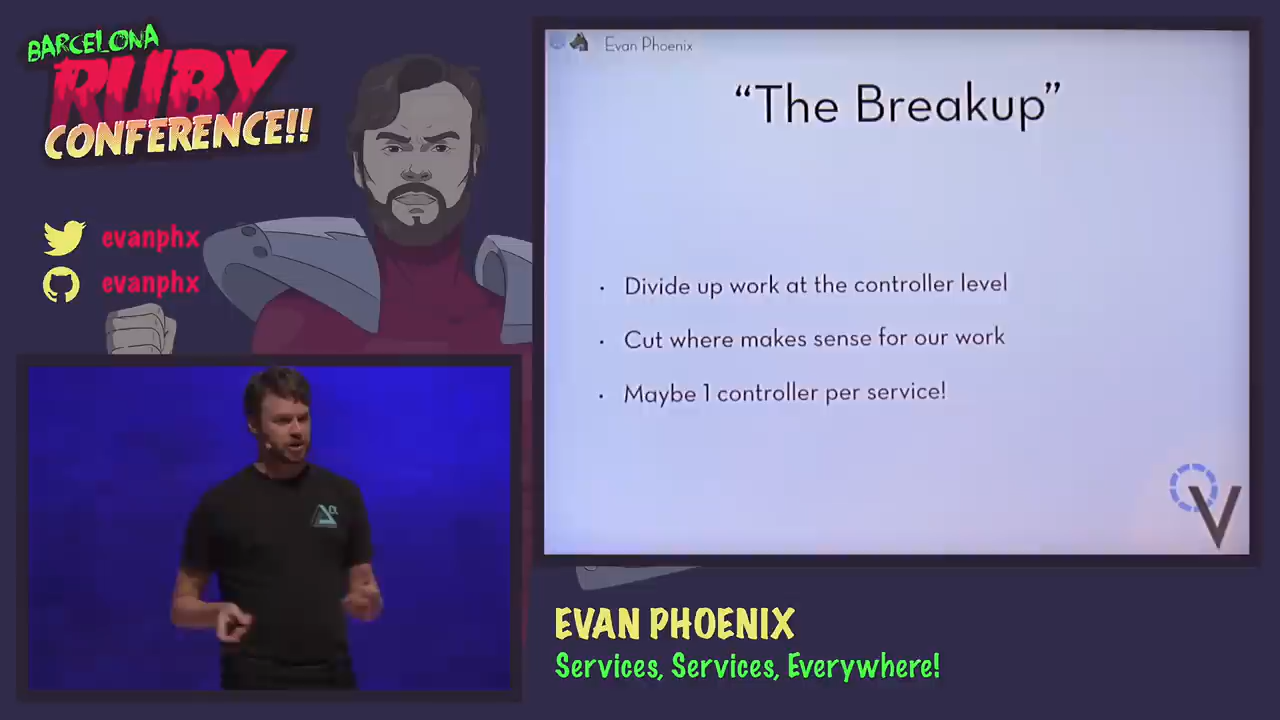 BARCELONA
RUBY
CONFERENCE!!
evanphx
evanphx
Evan Phoenix
“The Breakup”
· Divide up work at the controller level
· Cut where makes sense for our work
· Maybe 1 controller per service!
V
EVAN PHOENIX
Services, Services, Everywhere!